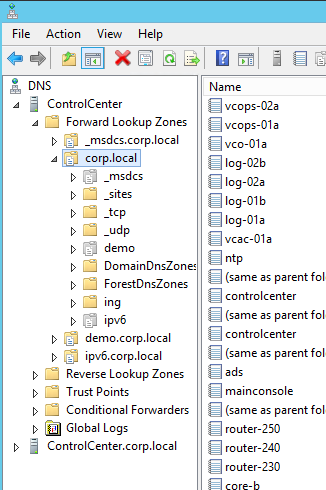 File Action View Help
DNS
ControlCenter
Forward Lookup Zones
_msdcs.corp.local
corp.local
_msdcs
_sites
_tcp
_udp
demo
DomainDnsZones
ForestDnsZones
ing
ipv6
demo.corp.local
ipv6.corp.local
Reverse Lookup Zones
Trust Points
Conditional Forwarders
Global Logs
ControlCenter.corp.local
Name
vcops-02a
vcops-01a
vco-01a
log-02b
log-02a
log-01b
log-01a
vcac-01a
ntp
(same as parent fol
controlcenter
(same as parent fol
controlcenter
(same as parent fol
ads
mainconsole
(same as parent fol
router-250
router-240
router-230
core-b